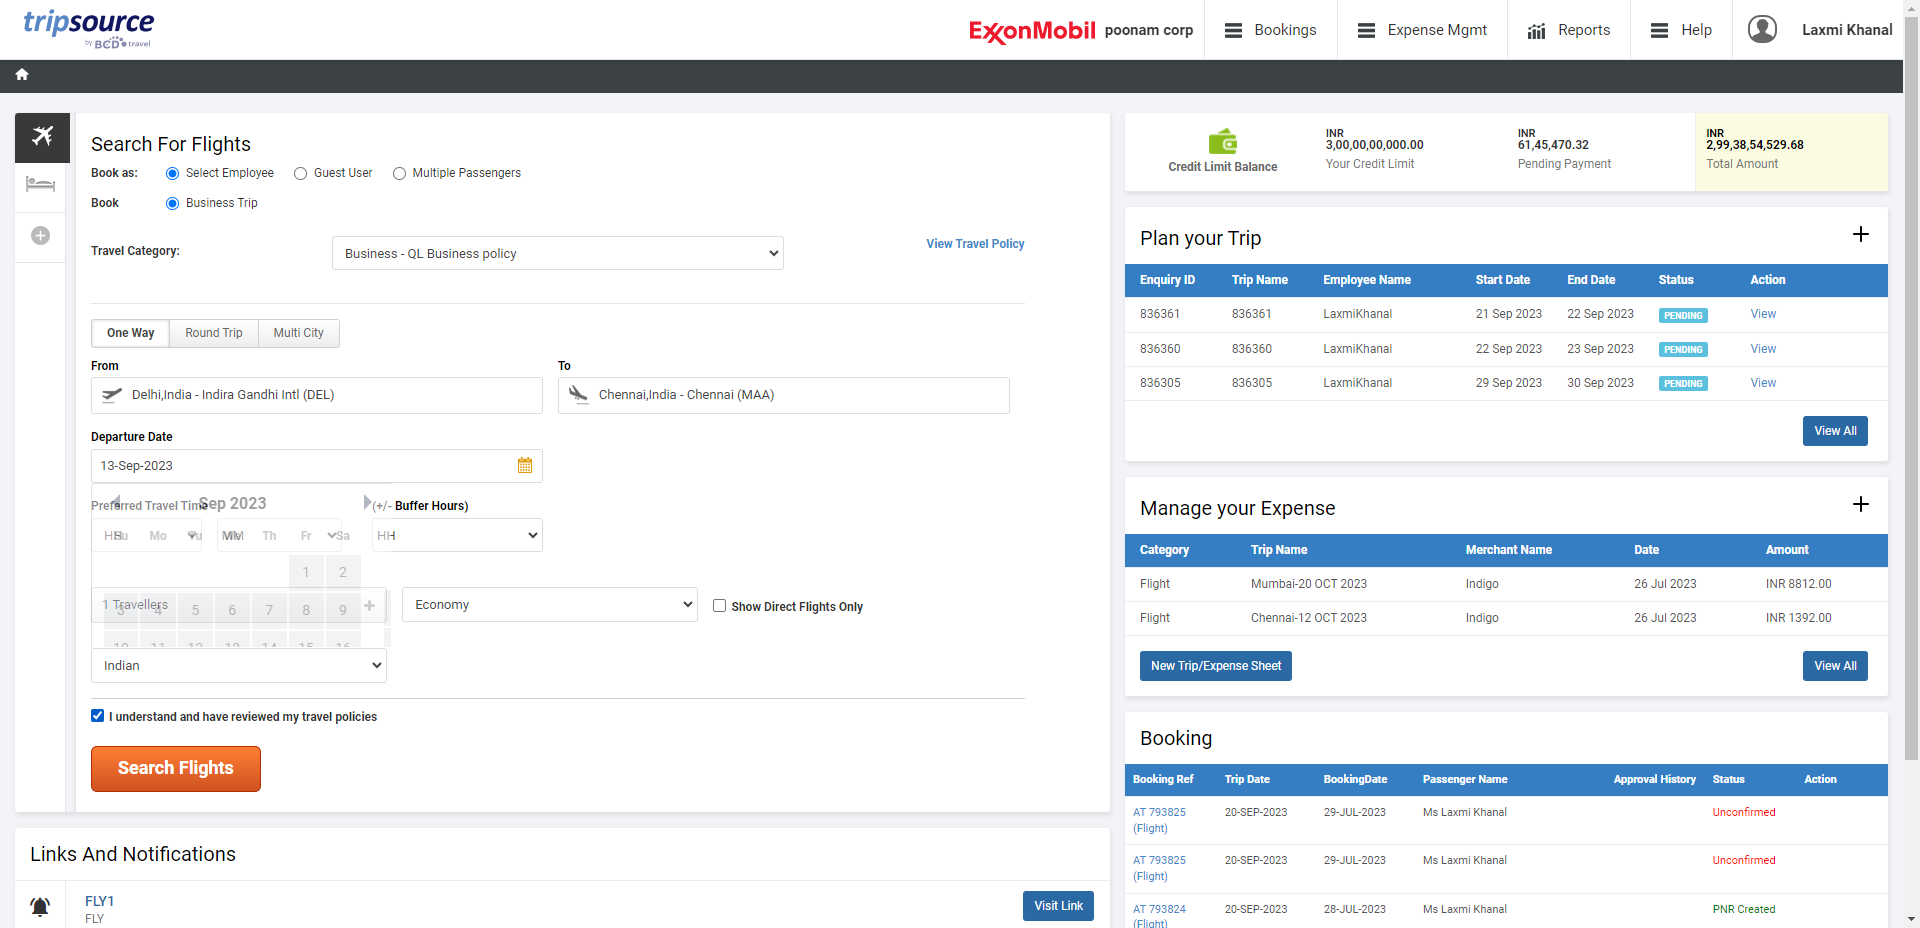 tripsource
by BCD travel
ExxonMobil poonam corp
Bookings
Expense Mgmt
Reports
Help
Laxmi Khanal
Search For Flights
Book as: Select Employee Guest User Multiple Passengers
Book Business Trip
Travel Category: Business - QL Business policy View Travel Policy
One Way Round Trip Multi City
From To
Delhi,India - Indira Gandhi Intl (DEL) Chennai,India - Chennai (MAA)
Departure Date
13-Sep-2023
Preferred Travel Time (+/- Buffer Hours)
Sep 2023
HH MM HH
Su Mo Tu We Th Fr Sa
1 2
1 Travellers Economy Show Direct Flights Only
3 4 5 6 7 8 9
10 11 12 13 14 15 16
Indian
I understand and have reviewed my travel policies
Search Flights
Links And Notifications
FLY1
FLY
Visit Link
Credit Limit Balance
INR
3,00,00,00,000.00
Your Credit Limit
INR
61,45,470.32
Pending Payment
INR
2,99,38,54,529.68
Total Amount
Plan your Trip
Enquiry ID Trip Name Employee Name Start Date End Date Status Action
836361 836361 LaxmiKhanal 21 Sep 2023 22 Sep 2023 PENDING View
836360 836360 LaxmiKhanal 22 Sep 2023 23 Sep 2023 PENDING View
836305 836305 LaxmiKhanal 29 Sep 2023 30 Sep 2023 PENDING View
View All
Manage your Expense
Category Trip Name Merchant Name Date Amount
Flight Mumbai-20 OCT 2023 Indigo 26 Jul 2023 INR 8812.00
Flight Chennai-12 OCT 2023 Indigo 26 Jul 2023 INR 1392.00
New Trip/Expense Sheet View All
Booking
Booking Ref Trip Date BookingDate Passenger Name Approval History Status Action
AT 793825 20-SEP-2023 29-JUL-2023 Ms Laxmi Khanal Unconfirmed
(Flight)
AT 793825 20-SEP-2023 29-JUL-2023 Ms Laxmi Khanal Unconfirmed
(Flight)
AT 793824 20-SEP-2023 28-JUL-2023 Ms Laxmi Khanal PNR Created
(Flight)